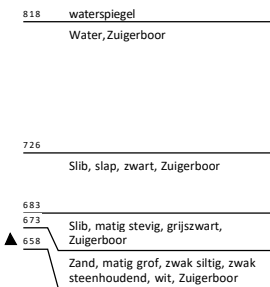 818 waterspiegel
Water,Zuigerboor
726
Slib, slap, zwart, Zuigerboor
683
673
Slib, matig stevig, grijszwart,
Zuigerboor
658
Zand, matig grof, zwak siltig, zwak
steenhoudend, wit, Zuigerboor